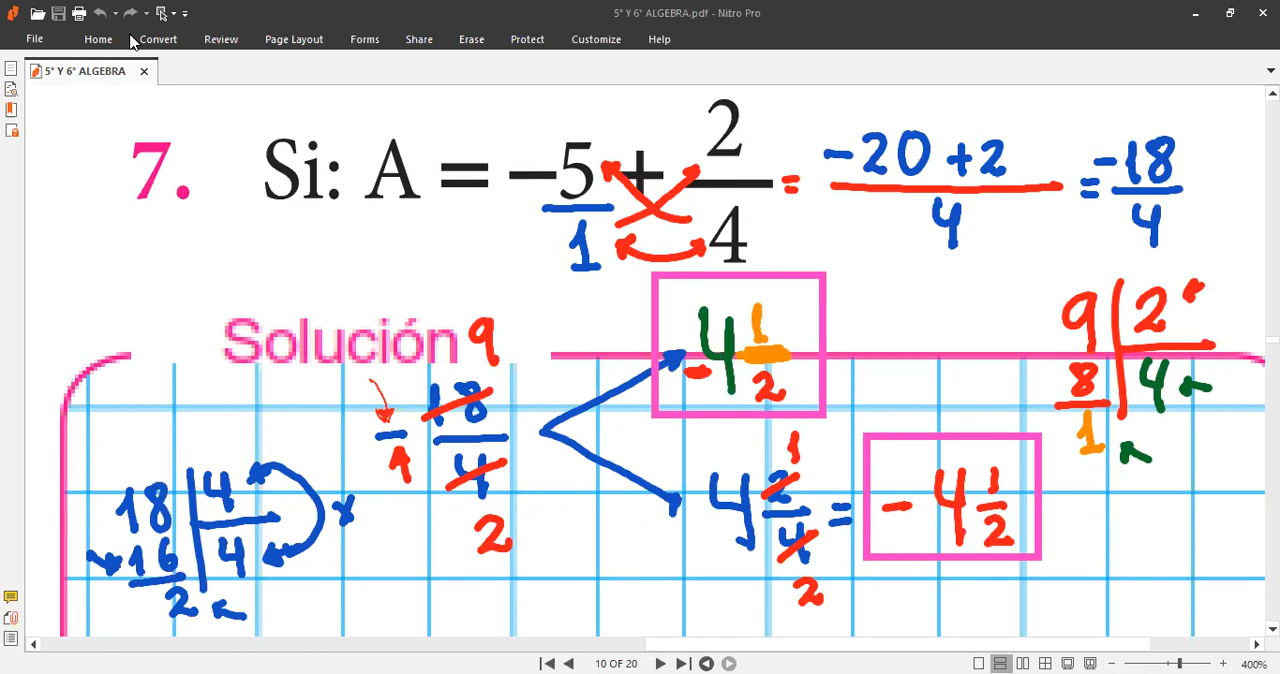 5° Y 6° ALGEBRA.pdf - Nitro Pro
File Home Convert Review Page Layout Forms Share Erase Protect Customize Help
5° Y 6° ALGEBRA
7. Si: A = −5/1 + 2/4 = −20 + 2/4 = −18/4
Solución
− 18/4
9
2
18 | 4
16 | 4
2
x
− 4 1/2
4 2/4 = − 4 1/2
1
2
9 | 2
8 | 4
1
10 OF 20
400%